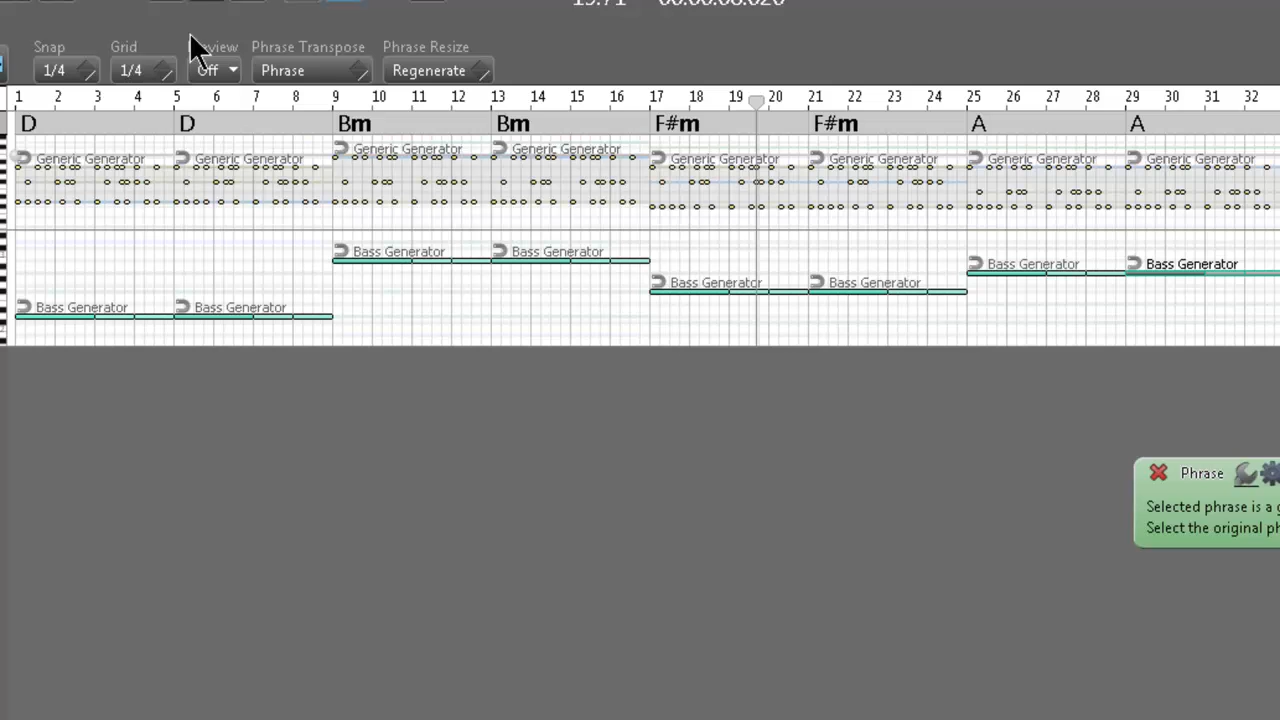 Snap Grid Phrase Transpose Phrase Resize
1/4 1/4 Off Phrase Regenerate
1 2 3 4 5 6 7 8 9 10 11 12 13 14 15 16 17 18 19 20 21 22 23 24 25 26 27 28 29 30 31 32
D D Bm Bm F#m F#m A A
Generic Generator Generic Generator Generic Generator Generic Generator Generic Generator Generic Generator Generic Generator Generic Generator
Bass Generator Bass Generator Bass Generator Bass Generator Bass Generator Bass Generator Bass Generator Bass Generator
Phrase
Selected phrase is a
Select the original